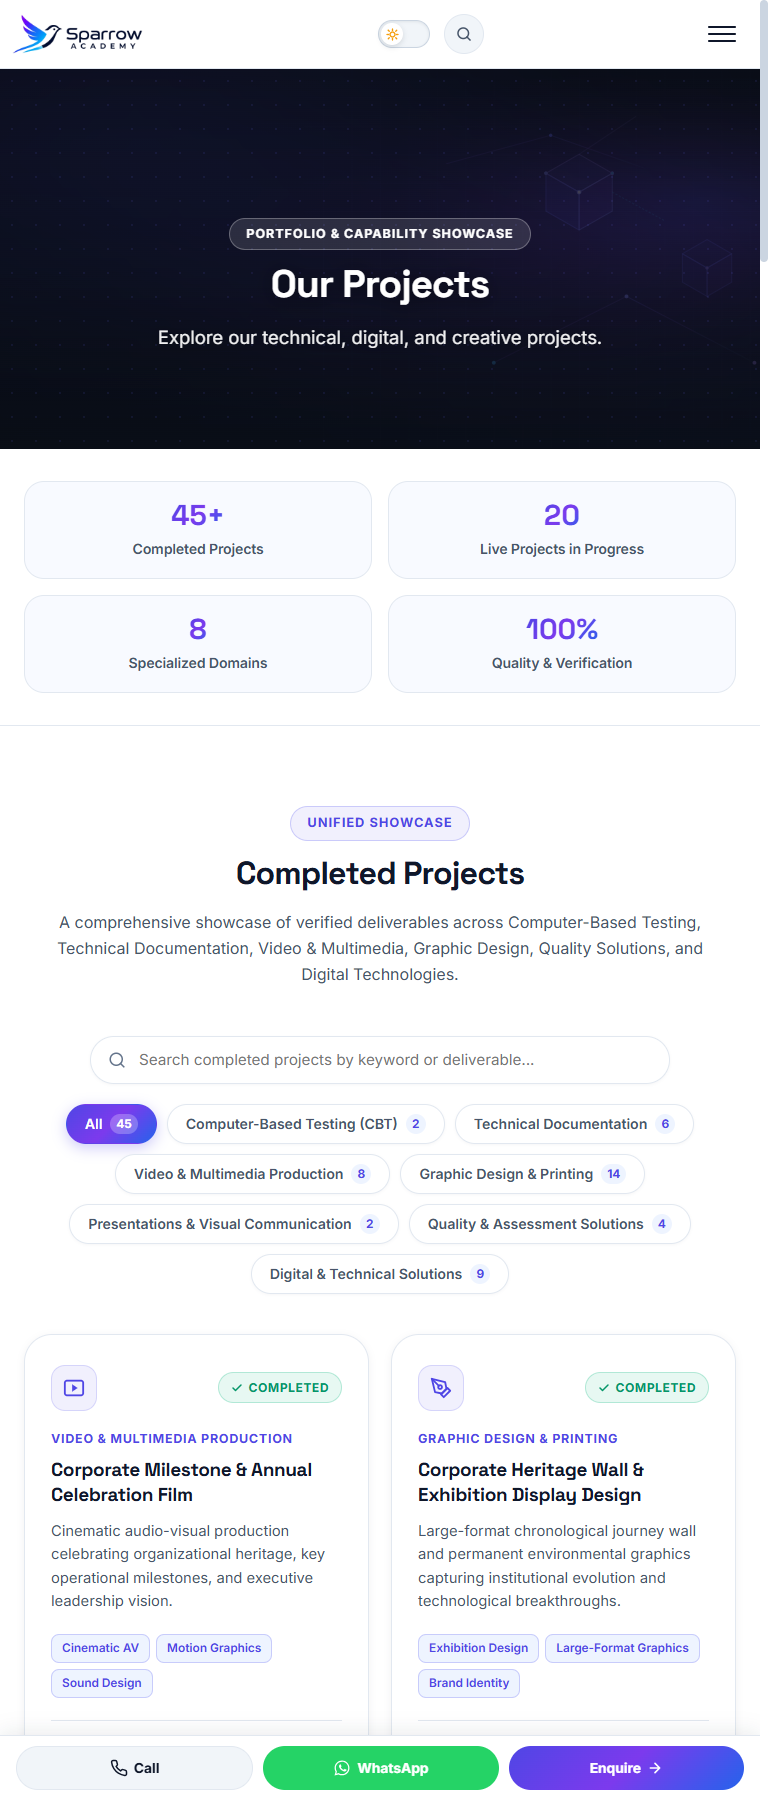 Sparrow
ACADEMY
PORTFOLIO & CAPABILITY SHOWCASE
Our Projects
Explore our technical, digital, and creative projects.
45+
Completed Projects
20
Live Projects in Progress
8
Specialized Domains
100%
Quality & Verification
UNIFIED SHOWCASE
Completed Projects
A comprehensive showcase of verified deliverables across Computer-Based Testing,
Technical Documentation, Video & Multimedia, Graphic Design, Quality Solutions, and
Digital Technologies.
Search completed projects by keyword or deliverable...
All 45
Computer-Based Testing (CBT) 2
Technical Documentation 6
Video & Multimedia Production 8
Graphic Design & Printing 14
Presentations & Visual Communication 2
Quality & Assessment Solutions 4
Digital & Technical Solutions 9
COMPLETED
VIDEO & MULTIMEDIA PRODUCTION
Corporate Milestone & Annual
Celebration Film
Cinematic audio-visual production
celebrating organizational heritage, key
operational milestones, and executive
leadership vision.
Cinematic AV
Motion Graphics
Sound Design
COMPLETED
GRAPHIC DESIGN & PRINTING
Corporate Heritage Wall &
Exhibition Display Design
Large-format chronological journey wall
and permanent environmental graphics
capturing institutional evolution and
technological breakthroughs.
Exhibition Design
Large-Format Graphics
Brand Identity
Call
WhatsApp
Enquire